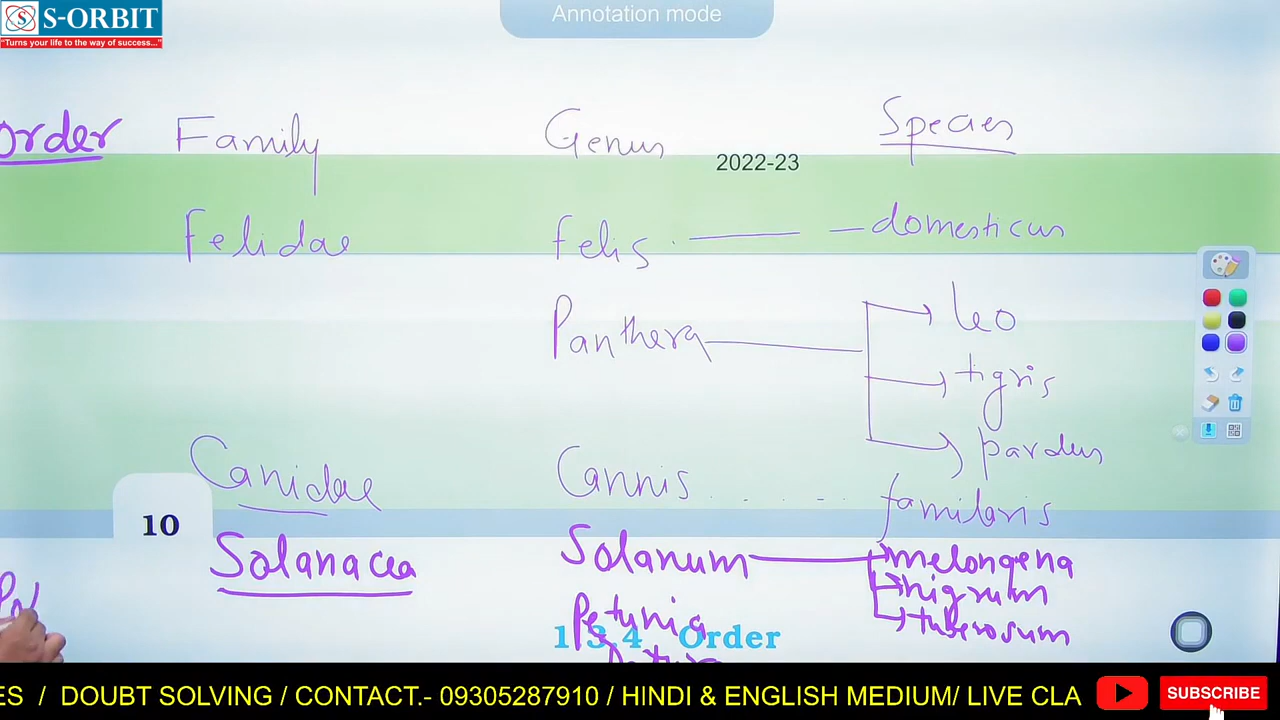 S-ORBIT
"Turns your life to the way of success..."
Annotation mode
Order Family Genus Species
2022-23
Felidae Felis domesticus
Panthera leo
tigris
pardus
Canidae Cannis familaris
10
Solanacea Solanum melongena
nigrum
tuberosum
Petunia
1.3.4 Order
Datura
ES / DOUBT SOLVING / CONTACT.- 09305287910 / HINDI & ENGLISH MEDIUM/ LIVE CLA
SUBSCRIBE